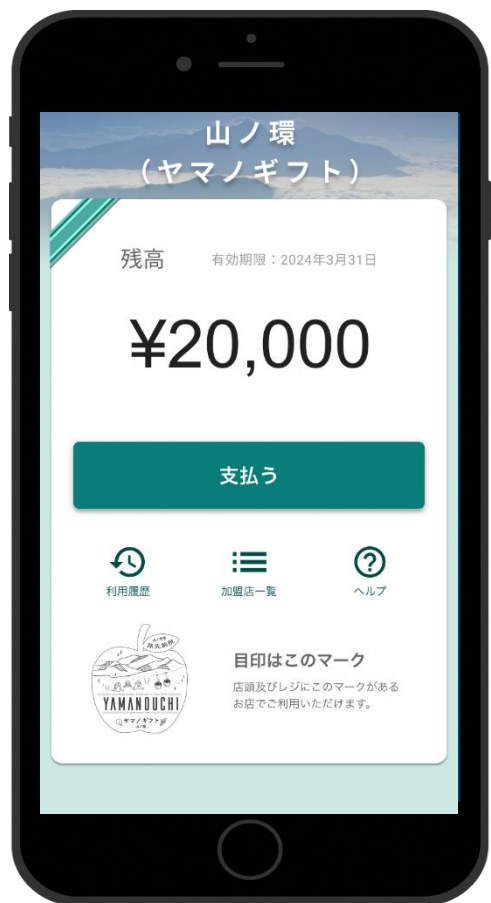 山ノ環
（ヤマノギフト）
残高
有効期限：2024年3月31日
¥20,000
支払う
利用履歴
加盟店一覧
ヘルプ
目印はこのマーク
店頭及びレジにこのマークがある
お店でご利用いただけます。
YAMANOUCHI
ヤマノギフト